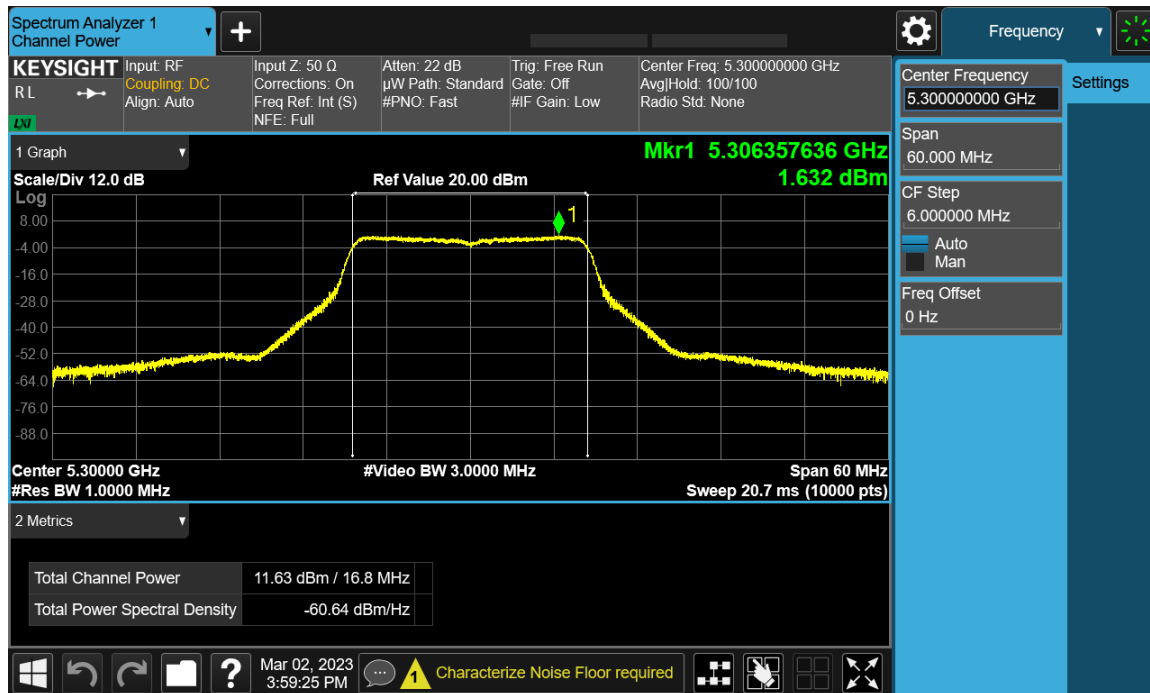 Spectrum Analyzer 1
Channel Power
Frequency
KEYSIGHT
R L
LXI
Input: RF
Coupling: DC
Align: Auto
Input Z: 50 Ω
Corrections: On
Freq Ref: Int (S)
NFE: Full
Atten: 22 dB
µW Path: Standard
#PNO: Fast
Trig: Free Run
Gate: Off
#IF Gain: Low
Center Freq: 5.300000000 GHz
Avg|Hold: 100/100
Radio Std: None
Center Frequency
5.300000000 GHz
Settings
Span
60.000 MHz
CF Step
6.000000 MHz
Auto
Man
Freq Offset
0 Hz
1 Graph
Mkr1 5.306357636 GHz
1.632 dBm
Scale/Div 12.0 dB
Ref Value 20.00 dBm
Log
1
8.00
-4.00
-16.0
-28.0
-40.0
-52.0
-64.0
-76.0
-88.0
Center 5.30000 GHz
#Video BW 3.0000 MHz
Span 60 MHz
#Res BW 1.0000 MHz
Sweep 20.7 ms (10000 pts)
2 Metrics
Total Channel Power 11.63 dBm / 16.8 MHz
Total Power Spectral Density -60.64 dBm/Hz
?
Mar 02, 2023
3:59:25 PM
1
Characterize Noise Floor required